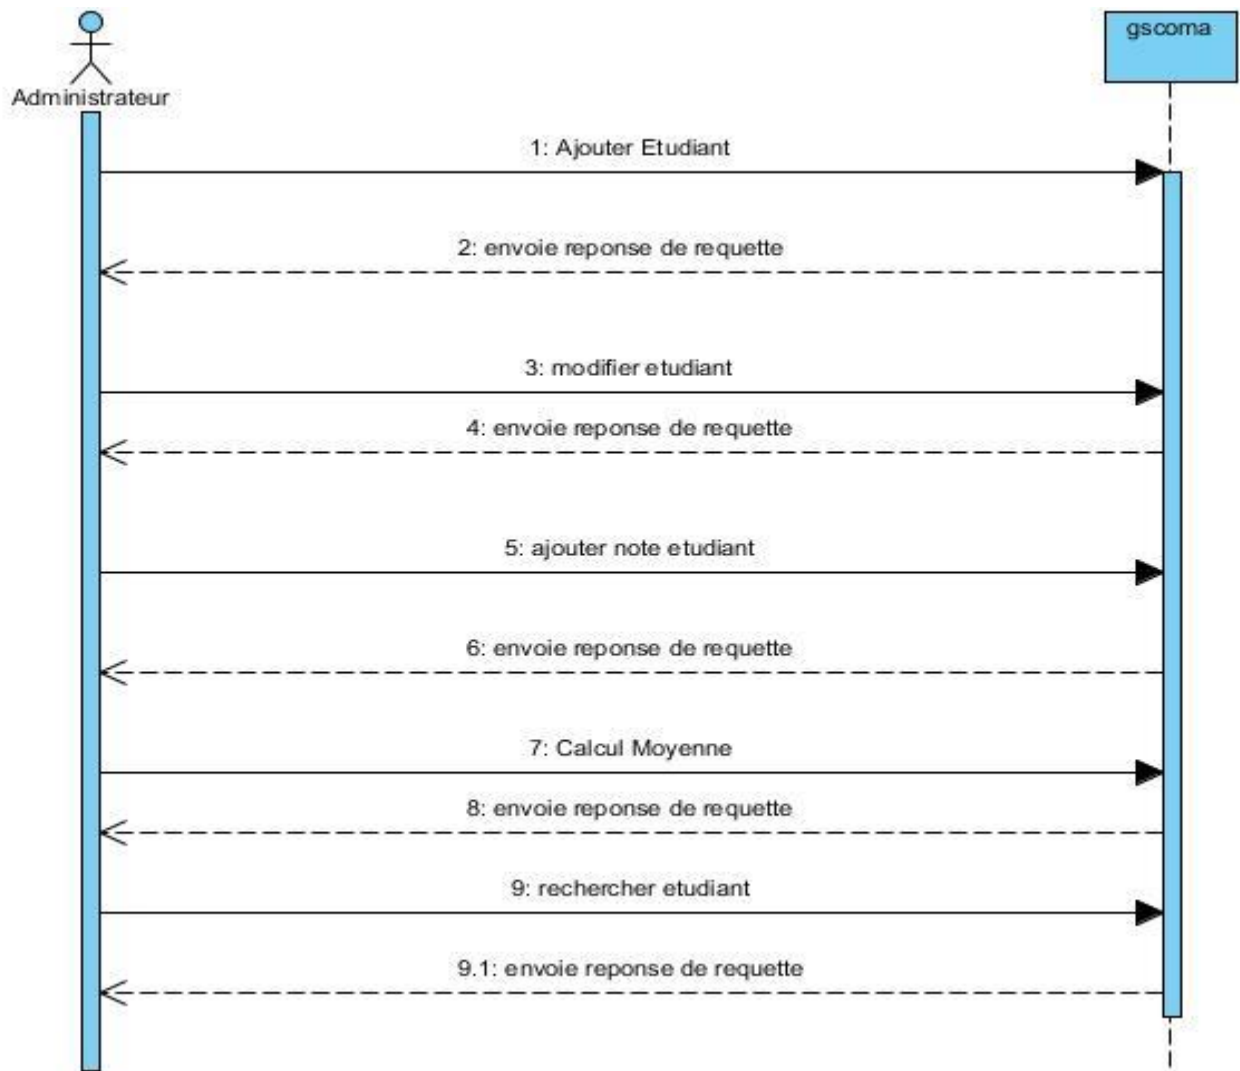 gscoma
Administrateur
1: Ajouter Etudiant
2: envoie reponse de requette
3: modifier etudiant
4: envoie reponse de requette
5: ajouter note etudiant
6: envoie reponse de requette
7: Calcul Moyenne
8: envoie reponse de requette
9: rechercher etudiant
9.1: envoie reponse de requette